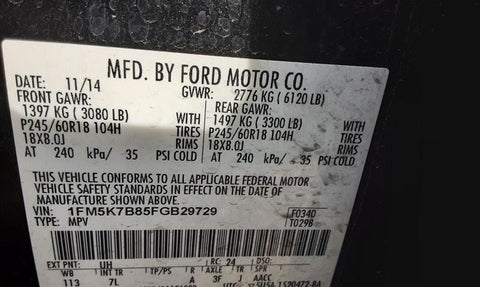 MFD. BY FORD MOTOR CO.
DATE: 11/14 GVWR: 2776 KG ( 6120 LB)
FRONT GAWR: REAR GAWR:
1397 KG ( 3080 LB) WITH 1497 KG ( 3300 LB) WITH
P245/60R18 104H TIRES P245/60R18 104H TIRES
18X8.0J RIMS 18X8.0J RIMS
AT 240 kPa/ 35 PSI COLD AT 240 kPa/ 35 PSI COLD
THIS VEHICLE CONFORMS TO ALL APPLICABLE FEDERAL MOTOR
VEHICLE SAFETY STANDARDS IN EFFECT ON THE DATE OF
MANUFACTURE SHOWN ABOVE.
VIN: 1FM5K7B85FGB29729 F0340
TYPE: MPV T0298
EXT PNT: UH RC: 24 DSO:
WB INT TR TP/PS R AXLE TR SPR
113 7L A 3F J AACC
UTC